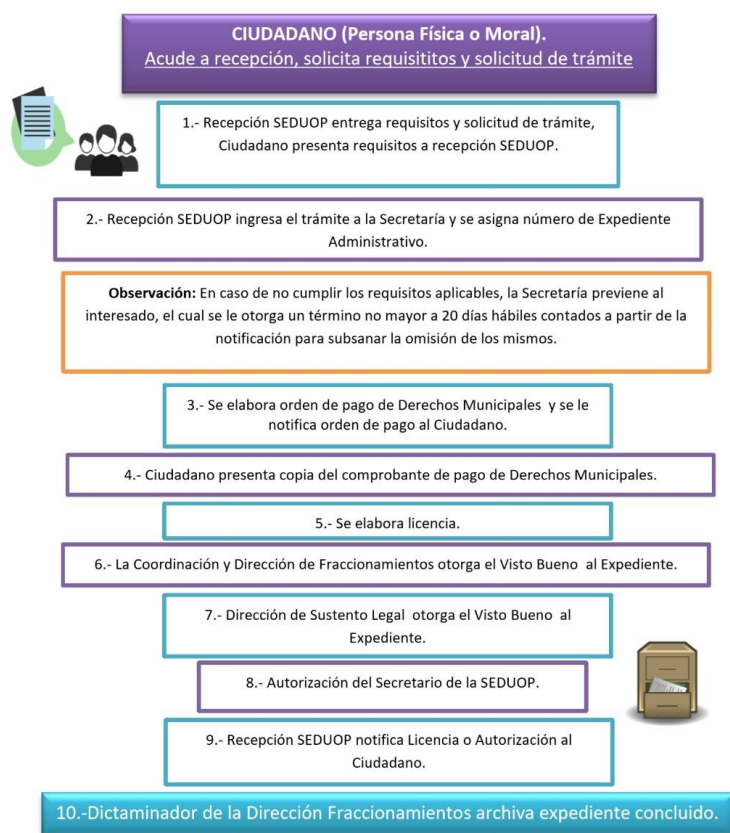 CIUDADANO (Persona Física o Moral).
Acude a recepción, solicita requisititos y solicitud de trámite
1.- Recepción SEDUOP entrega requisitos y solicitud de trámite,
Ciudadano presenta requisitos a recepción SEDUOP.
2.- Recepción SEDUOP ingresa el trámite a la Secretaría y se asigna número de Expediente
Administrativo.
Observación: En caso de no cumplir los requisitos aplicables, la Secretaría previene al
interesado, el cual se le otorga un término no mayor a 20 días hábiles contados a partir de la
notificación para subsanar la omisión de los mismos.
3.- Se elabora orden de pago de Derechos Municipales y se le
notifica orden de pago al Ciudadano.
4.- Ciudadano presenta copia del comprobante de pago de Derechos Municipales.
5.- Se elabora licencia.
6.- La Coordinación y Dirección de Fraccionamientos otorga el Visto Bueno al Expediente.
7.- Dirección de Sustento Legal otorga el Visto Bueno al
Expediente.
8.- Autorización del Secretario de la SEDUOP.
9.- Recepción SEDUOP notifica Licencia o Autorización al
Ciudadano.
10.-Dictaminador de la Dirección Fraccionamientos archiva expediente concluido.